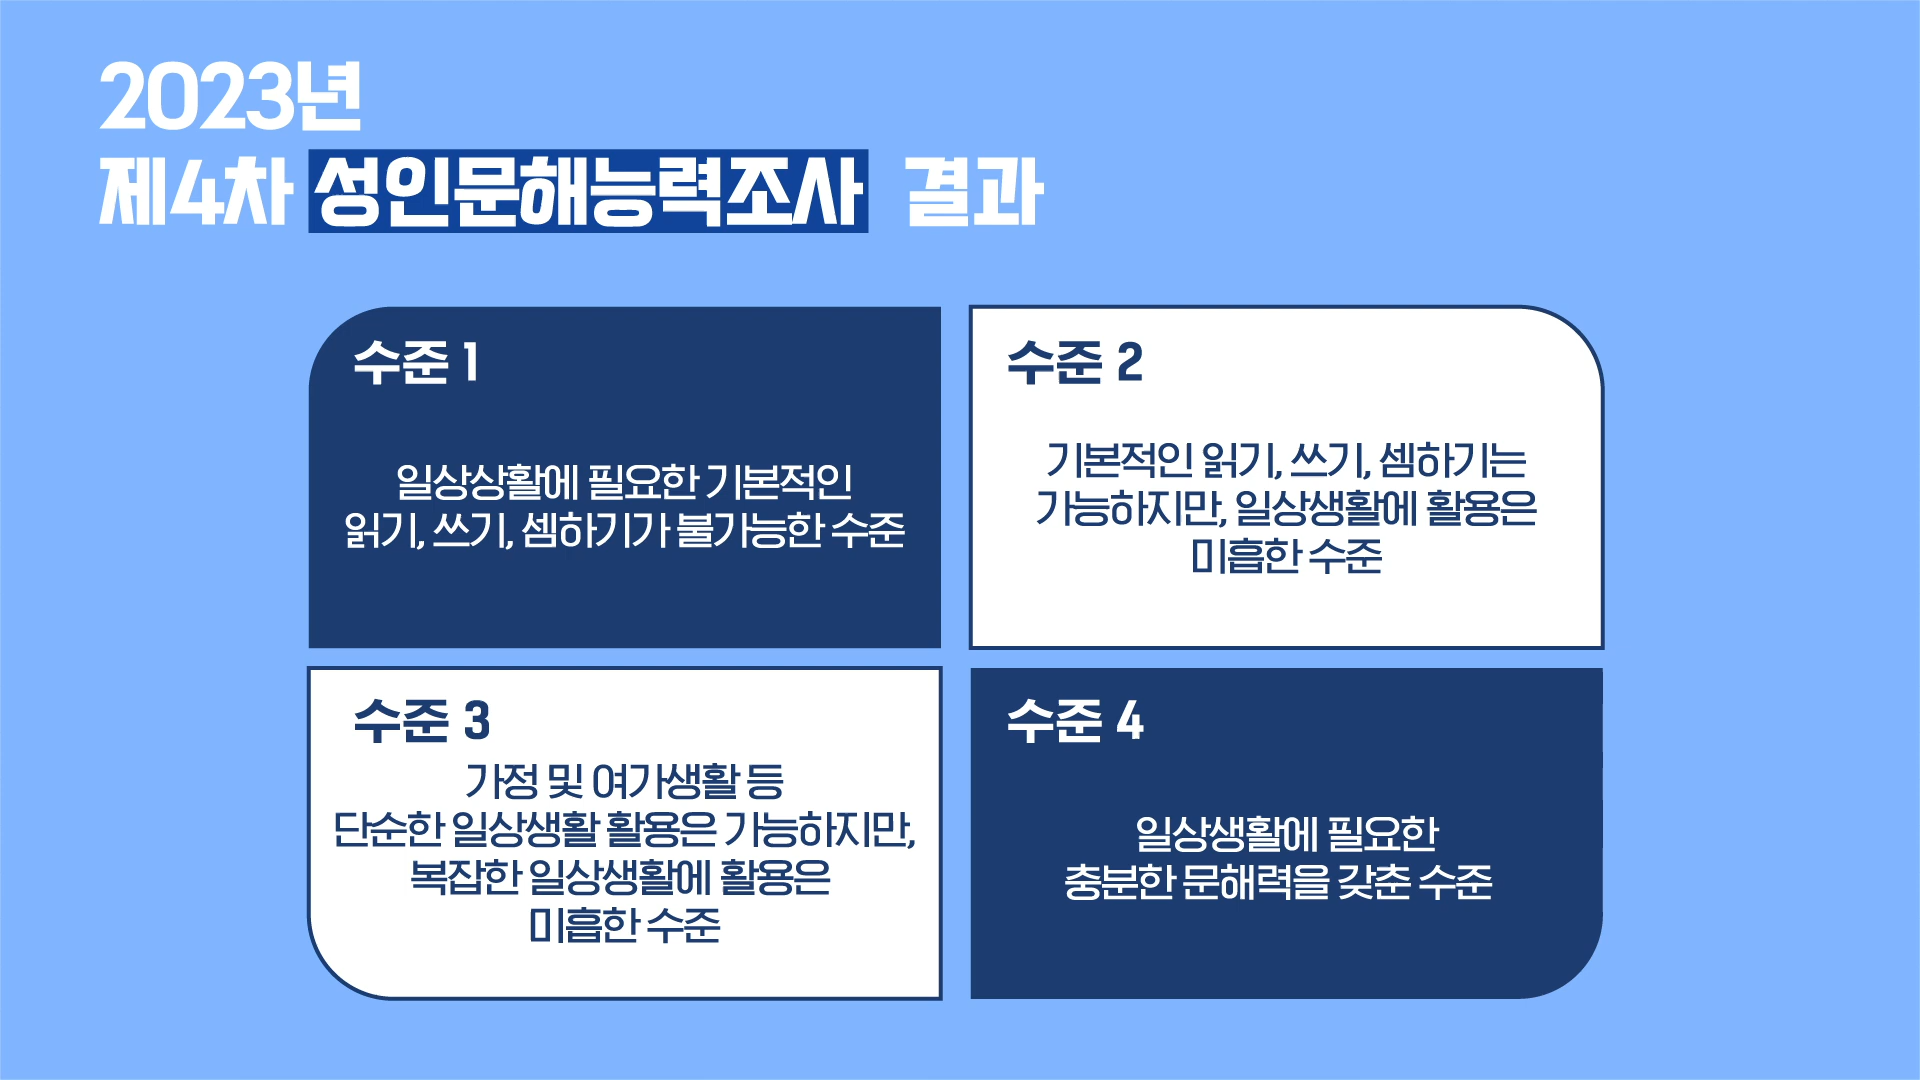 2023년
제4차 성인문해능력조사 결과
수준 1
일상상활에 필요한 기본적인
읽기, 쓰기, 셈하기가 불가능한 수준
수준 2
기본적인 읽기, 쓰기, 셈하기는
가능하지만, 일상생활에 활용은
미흡한 수준
수준 3
가정 및 여가생활 등
단순한 일상생활 활용은 가능하지만,
복잡한 일상생활에 활용은
미흡한 수준
수준 4
일상생활에 필요한
충분한 문해력을 갖춘 수준